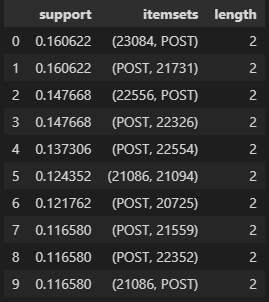 support itemsets length
0 0.160622 (23084, POST) 2
1 0.160622 (POST, 21731) 2
2 0.147668 (22556, POST) 2
3 0.147668 (POST, 22326) 2
4 0.137306 (POST, 22554) 2
5 0.124352 (21086, 21094) 2
6 0.121762 (POST, 20725) 2
7 0.116580 (POST, 21559) 2
8 0.116580 (POST, 22352) 2
9 0.116580 (21086, POST) 2